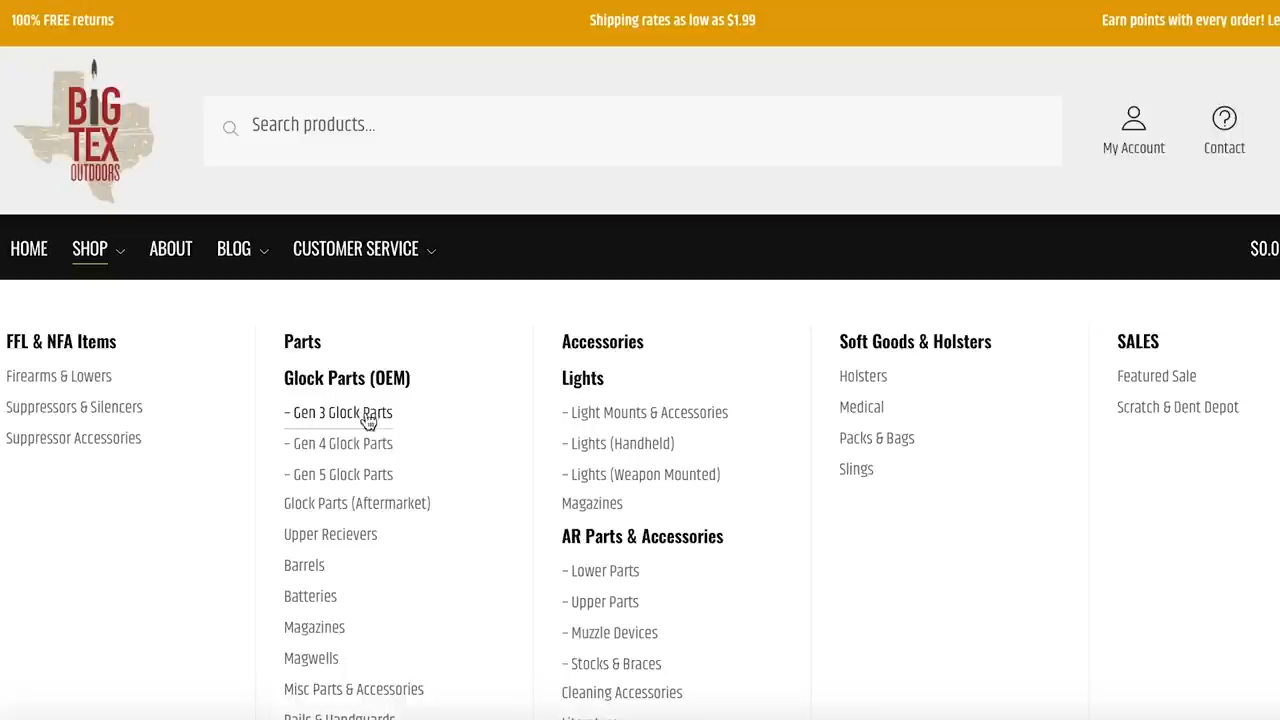 100% FREE returns
Shipping rates as low as $1.99
Earn points with every order! Le
BIG
TEX
OUTDOORS
Search products...
My Account
Contact
HOME
SHOP
ABOUT
BLOG
CUSTOMER SERVICE
$0.0
FFL & NFA Items
Firearms & Lowers
Suppressors & Silencers
Suppressor Accessories
Parts
Glock Parts (OEM)
– Gen 3 Glock Parts
– Gen 4 Glock Parts
– Gen 5 Glock Parts
Glock Parts (Aftermarket)
Upper Recievers
Barrels
Batteries
Magazines
Magwells
Misc Parts & Accessories
Rails & Handguards
Accessories
Lights
– Light Mounts & Accessories
– Lights (Handheld)
– Lights (Weapon Mounted)
Magazines
AR Parts & Accessories
– Lower Parts
– Upper Parts
– Muzzle Devices
– Stocks & Braces
Cleaning Accessories
Soft Goods & Holsters
Holsters
Medical
Packs & Bags
Slings
SALES
Featured Sale
Scratch & Dent Depot